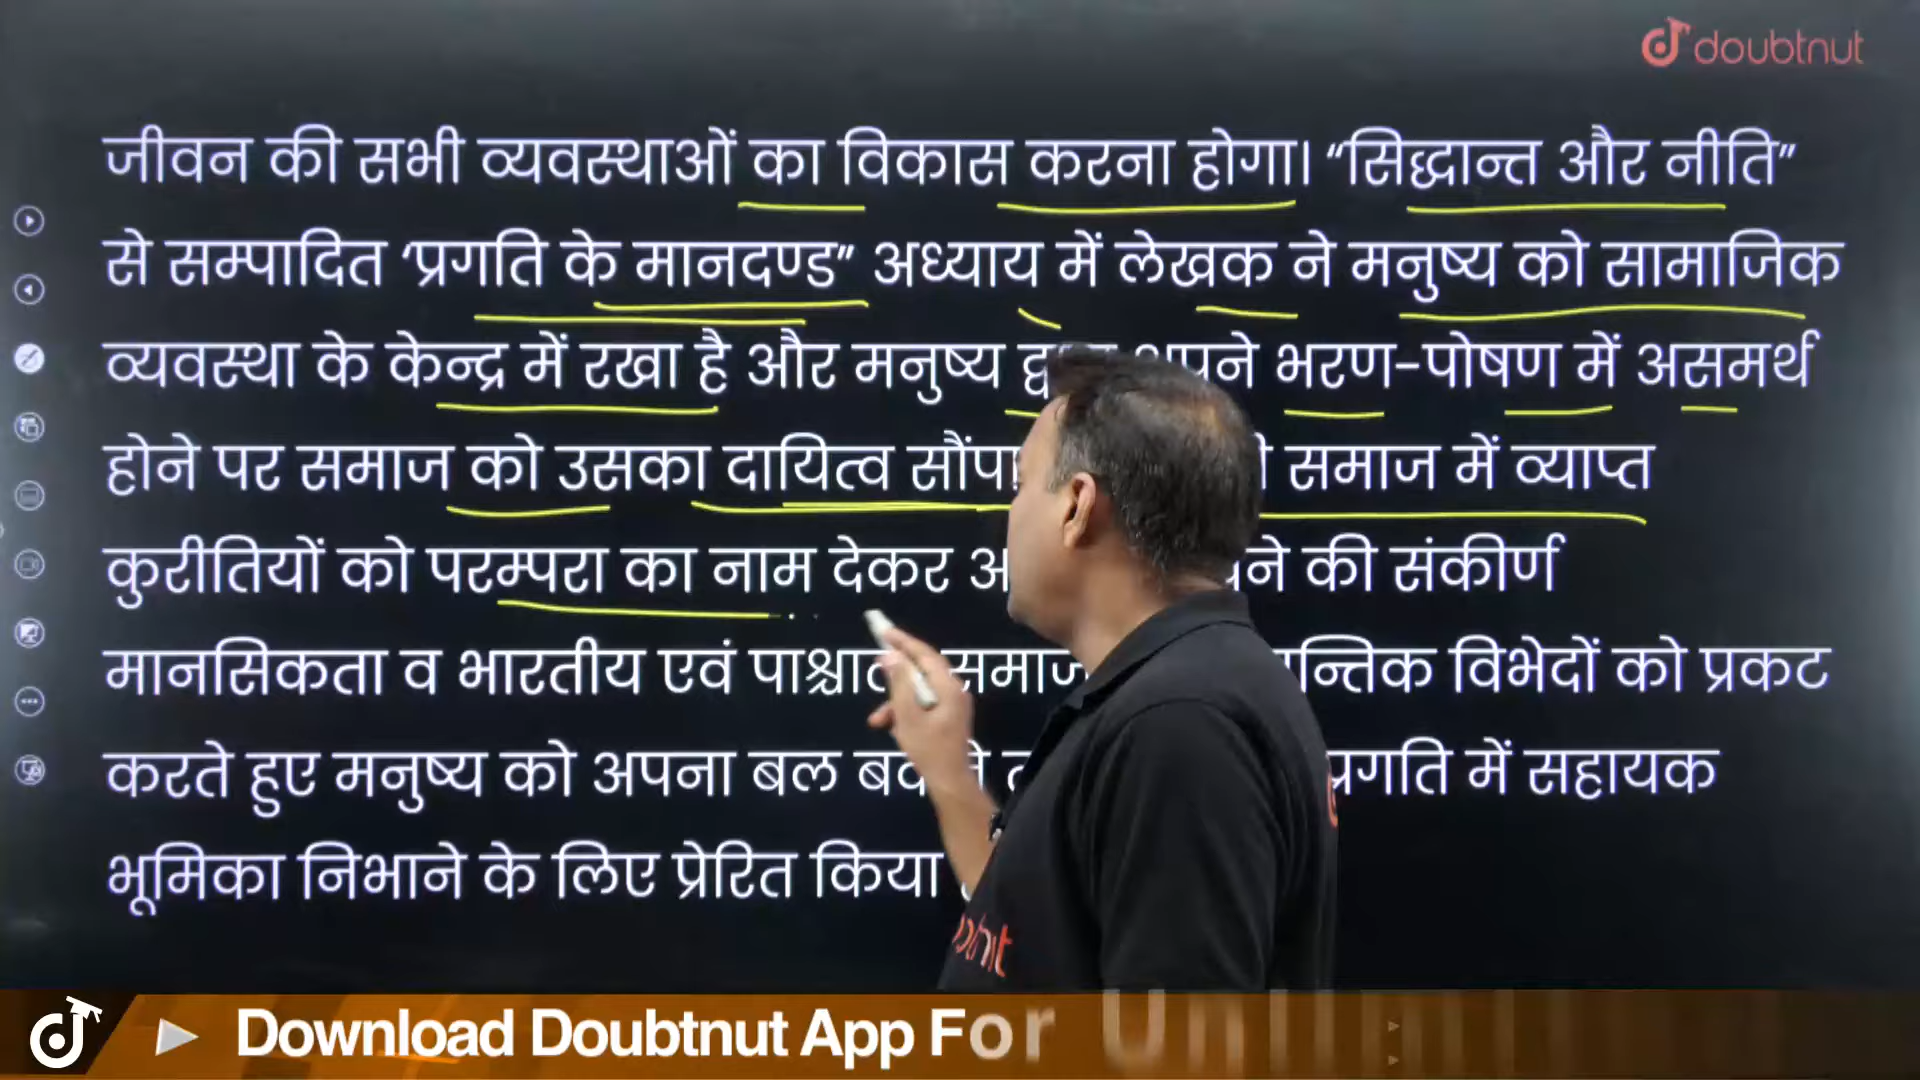 doubtnut
जीवन की सभी व्यवस्थाओं का विकास करना होगा। “सिद्धान्त और नीति”
से सम्पादित ‘प्रगति के मानदण्ड” अध्याय में लेखक ने मनुष्य को सामाजिक
व्यवस्था के केन्द्र में रखा है और मनुष्य भरण-पोषण में असमर्थ
होने पर समाज को उसका दायित्व समाज में व्याप्त
कुरीतियों को परम्परा का नाम देकर की संकीर्ण
मानसिकता व भारतीय एवं विभेदों को प्रकट
करते हुए मनुष्य को अपना बल प्रगति में सहायक
भूमिका निभाने के लिए प्रेरित किया
Download Doubtnut App For